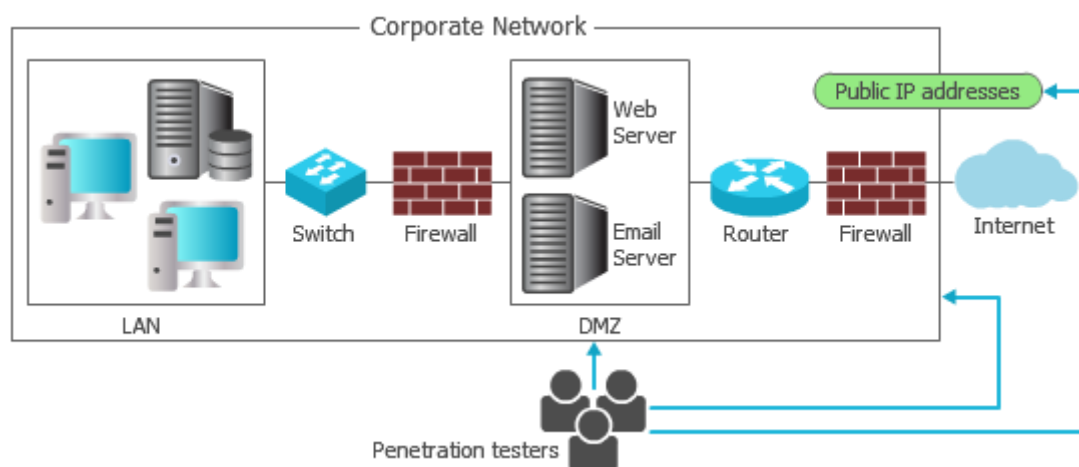 Corporate Network
Public IP addresses
Web
Server
Email
Server
Switch
Firewall
Router
Firewall
Internet
LAN
DMZ
Penetration testers